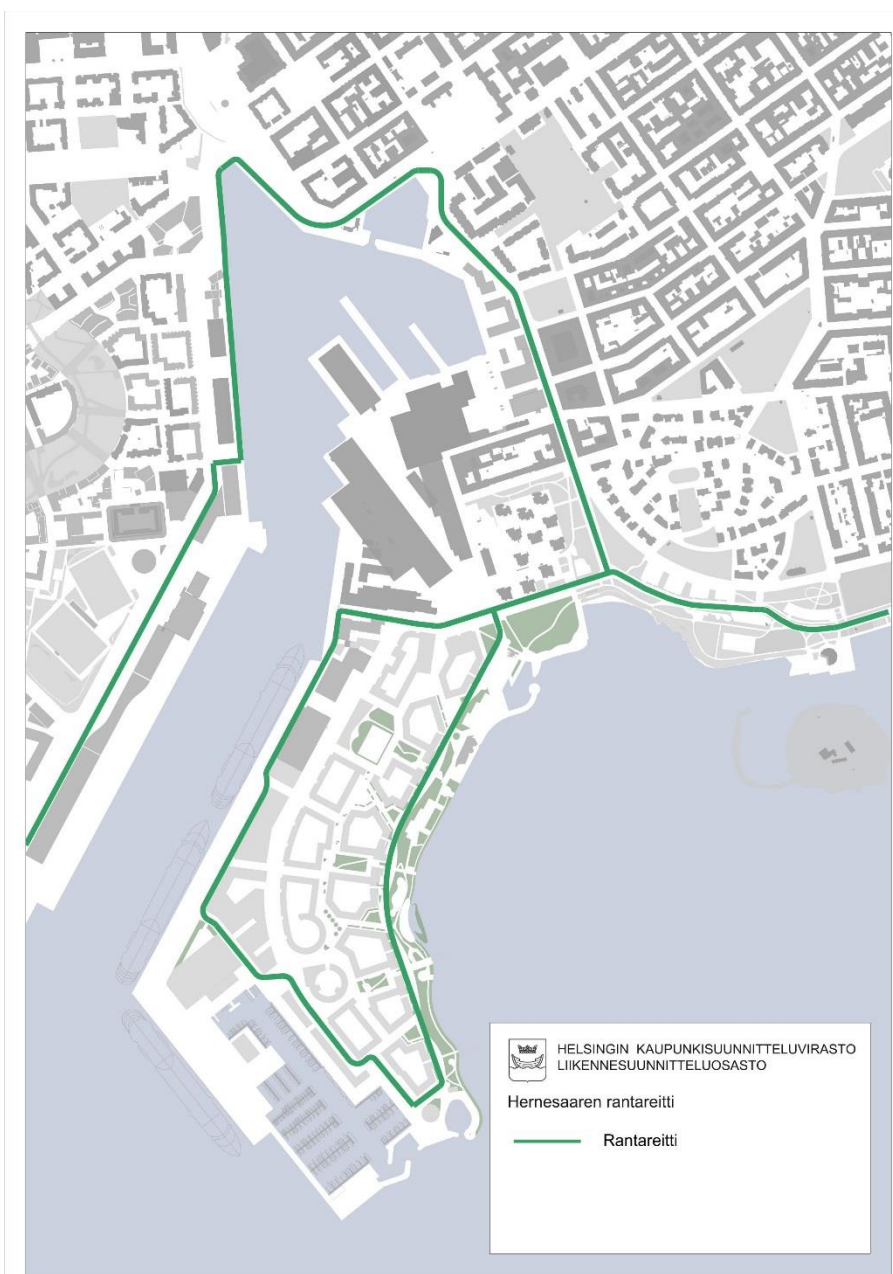 HELSINGIN KAUPUNKISUUNNITTELUVIRASTO
LIIKENNESUUNNITTELUOSASTO
Hernesaaren rantareitti
Rantareitti